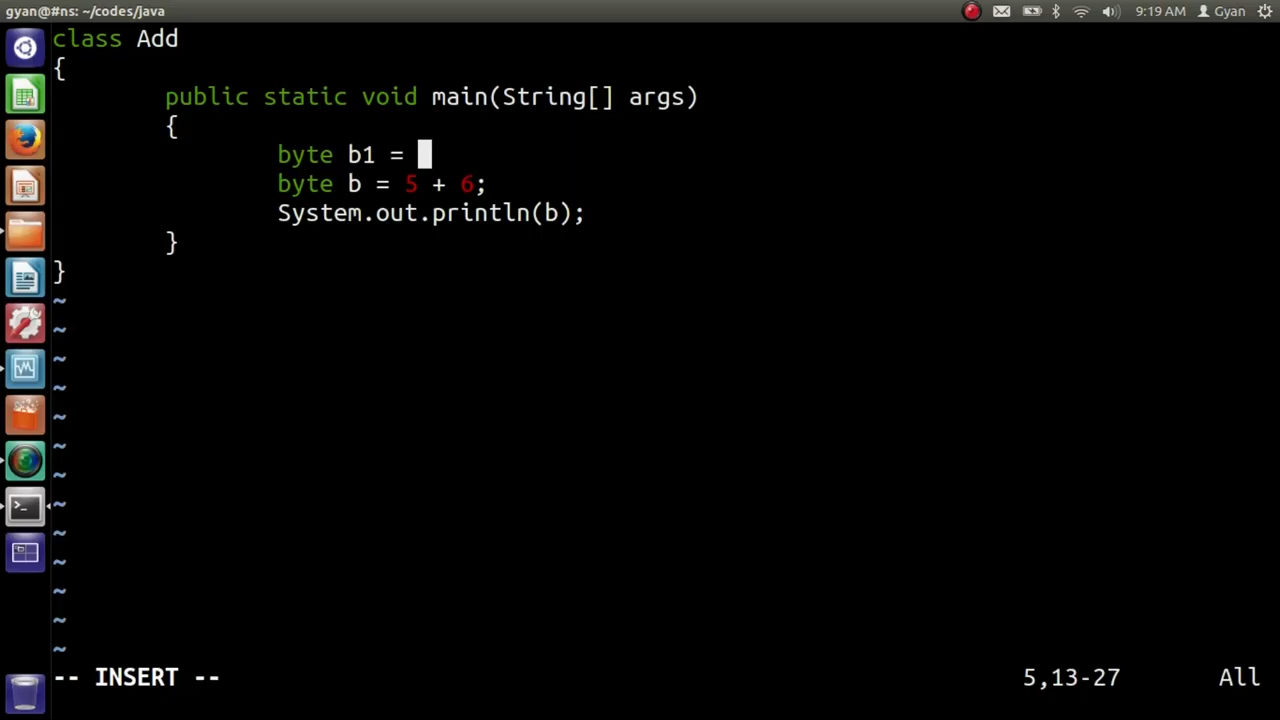 gyan@#ns: ~/codes/java
9:19 AM
Gyan
class Add
{
public static void main(String[] args)
{
byte b1 =
byte b = 5 + 6;
System.out.println(b);
}
}
~
~
~
~
~
~
~
~
~
~
~
~
~
-- INSERT --
5,13-27
All